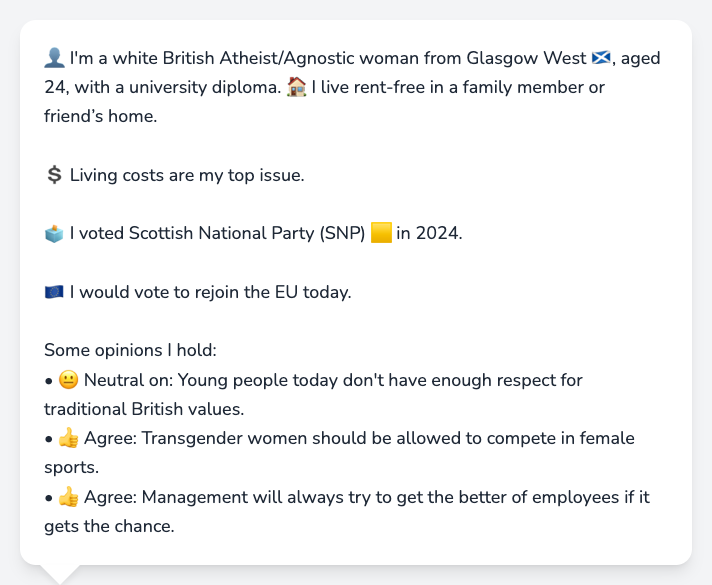 👤 I'm a white British Atheist/Agnostic woman from Glasgow West 🏴󠁧󠁢󠁳󠁣󠁴󠁿, aged
24, with a university diploma. 🏠 I live rent-free in a family member or
friend’s home.
💲 Living costs are my top issue.
🗳️ I voted Scottish National Party (SNP) 🟨 in 2024.
🇪🇺 I would vote to rejoin the EU today.
Some opinions I hold:
• 😐 Neutral on: Young people today don't have enough respect for
traditional British values.
• 👍 Agree: Transgender women should be allowed to compete in female
sports.
• 👍 Agree: Management will always try to get the better of employees if it
gets the chance.